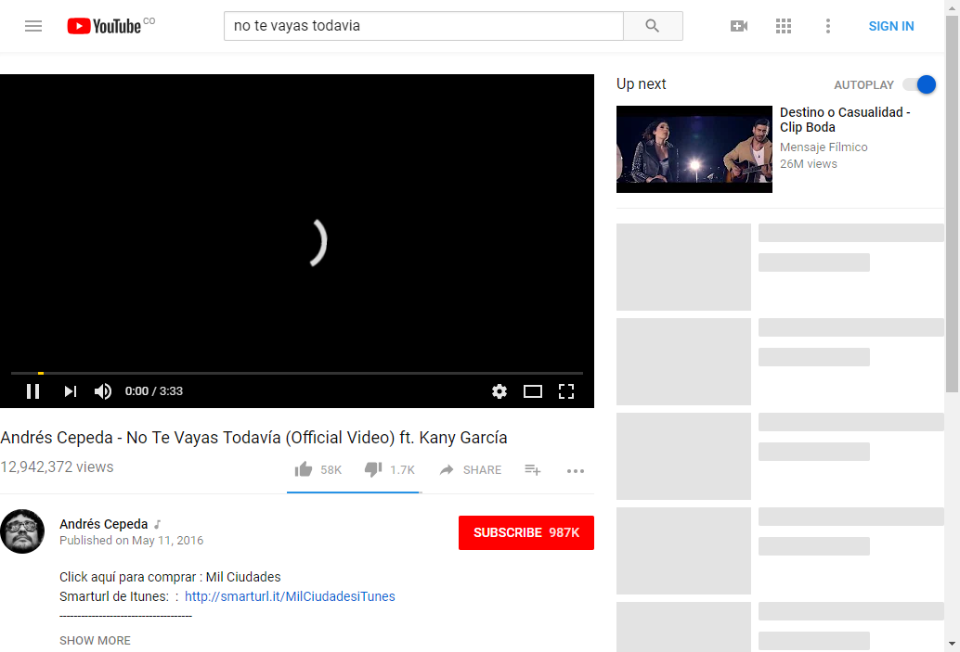 YouTube CO
no te vayas todavia
SIGN IN
Up next
AUTOPLAY
Destino o Casualidad -
Clip Boda
Mensaje Fílmico
26M views
0:00 / 3:33
Andrés Cepeda - No Te Vayas Todavía (Official Video) ft. Kany García
12,942,372 views
58K
1.7K
SHARE
Andrés Cepeda
Published on May 11, 2016
SUBSCRIBE 987K
Click aquí para comprar : Mil Ciudades
Smarturl de Itunes: : http://smarturl.it/MilCiudadesiTunes
-----------------------------------
SHOW MORE